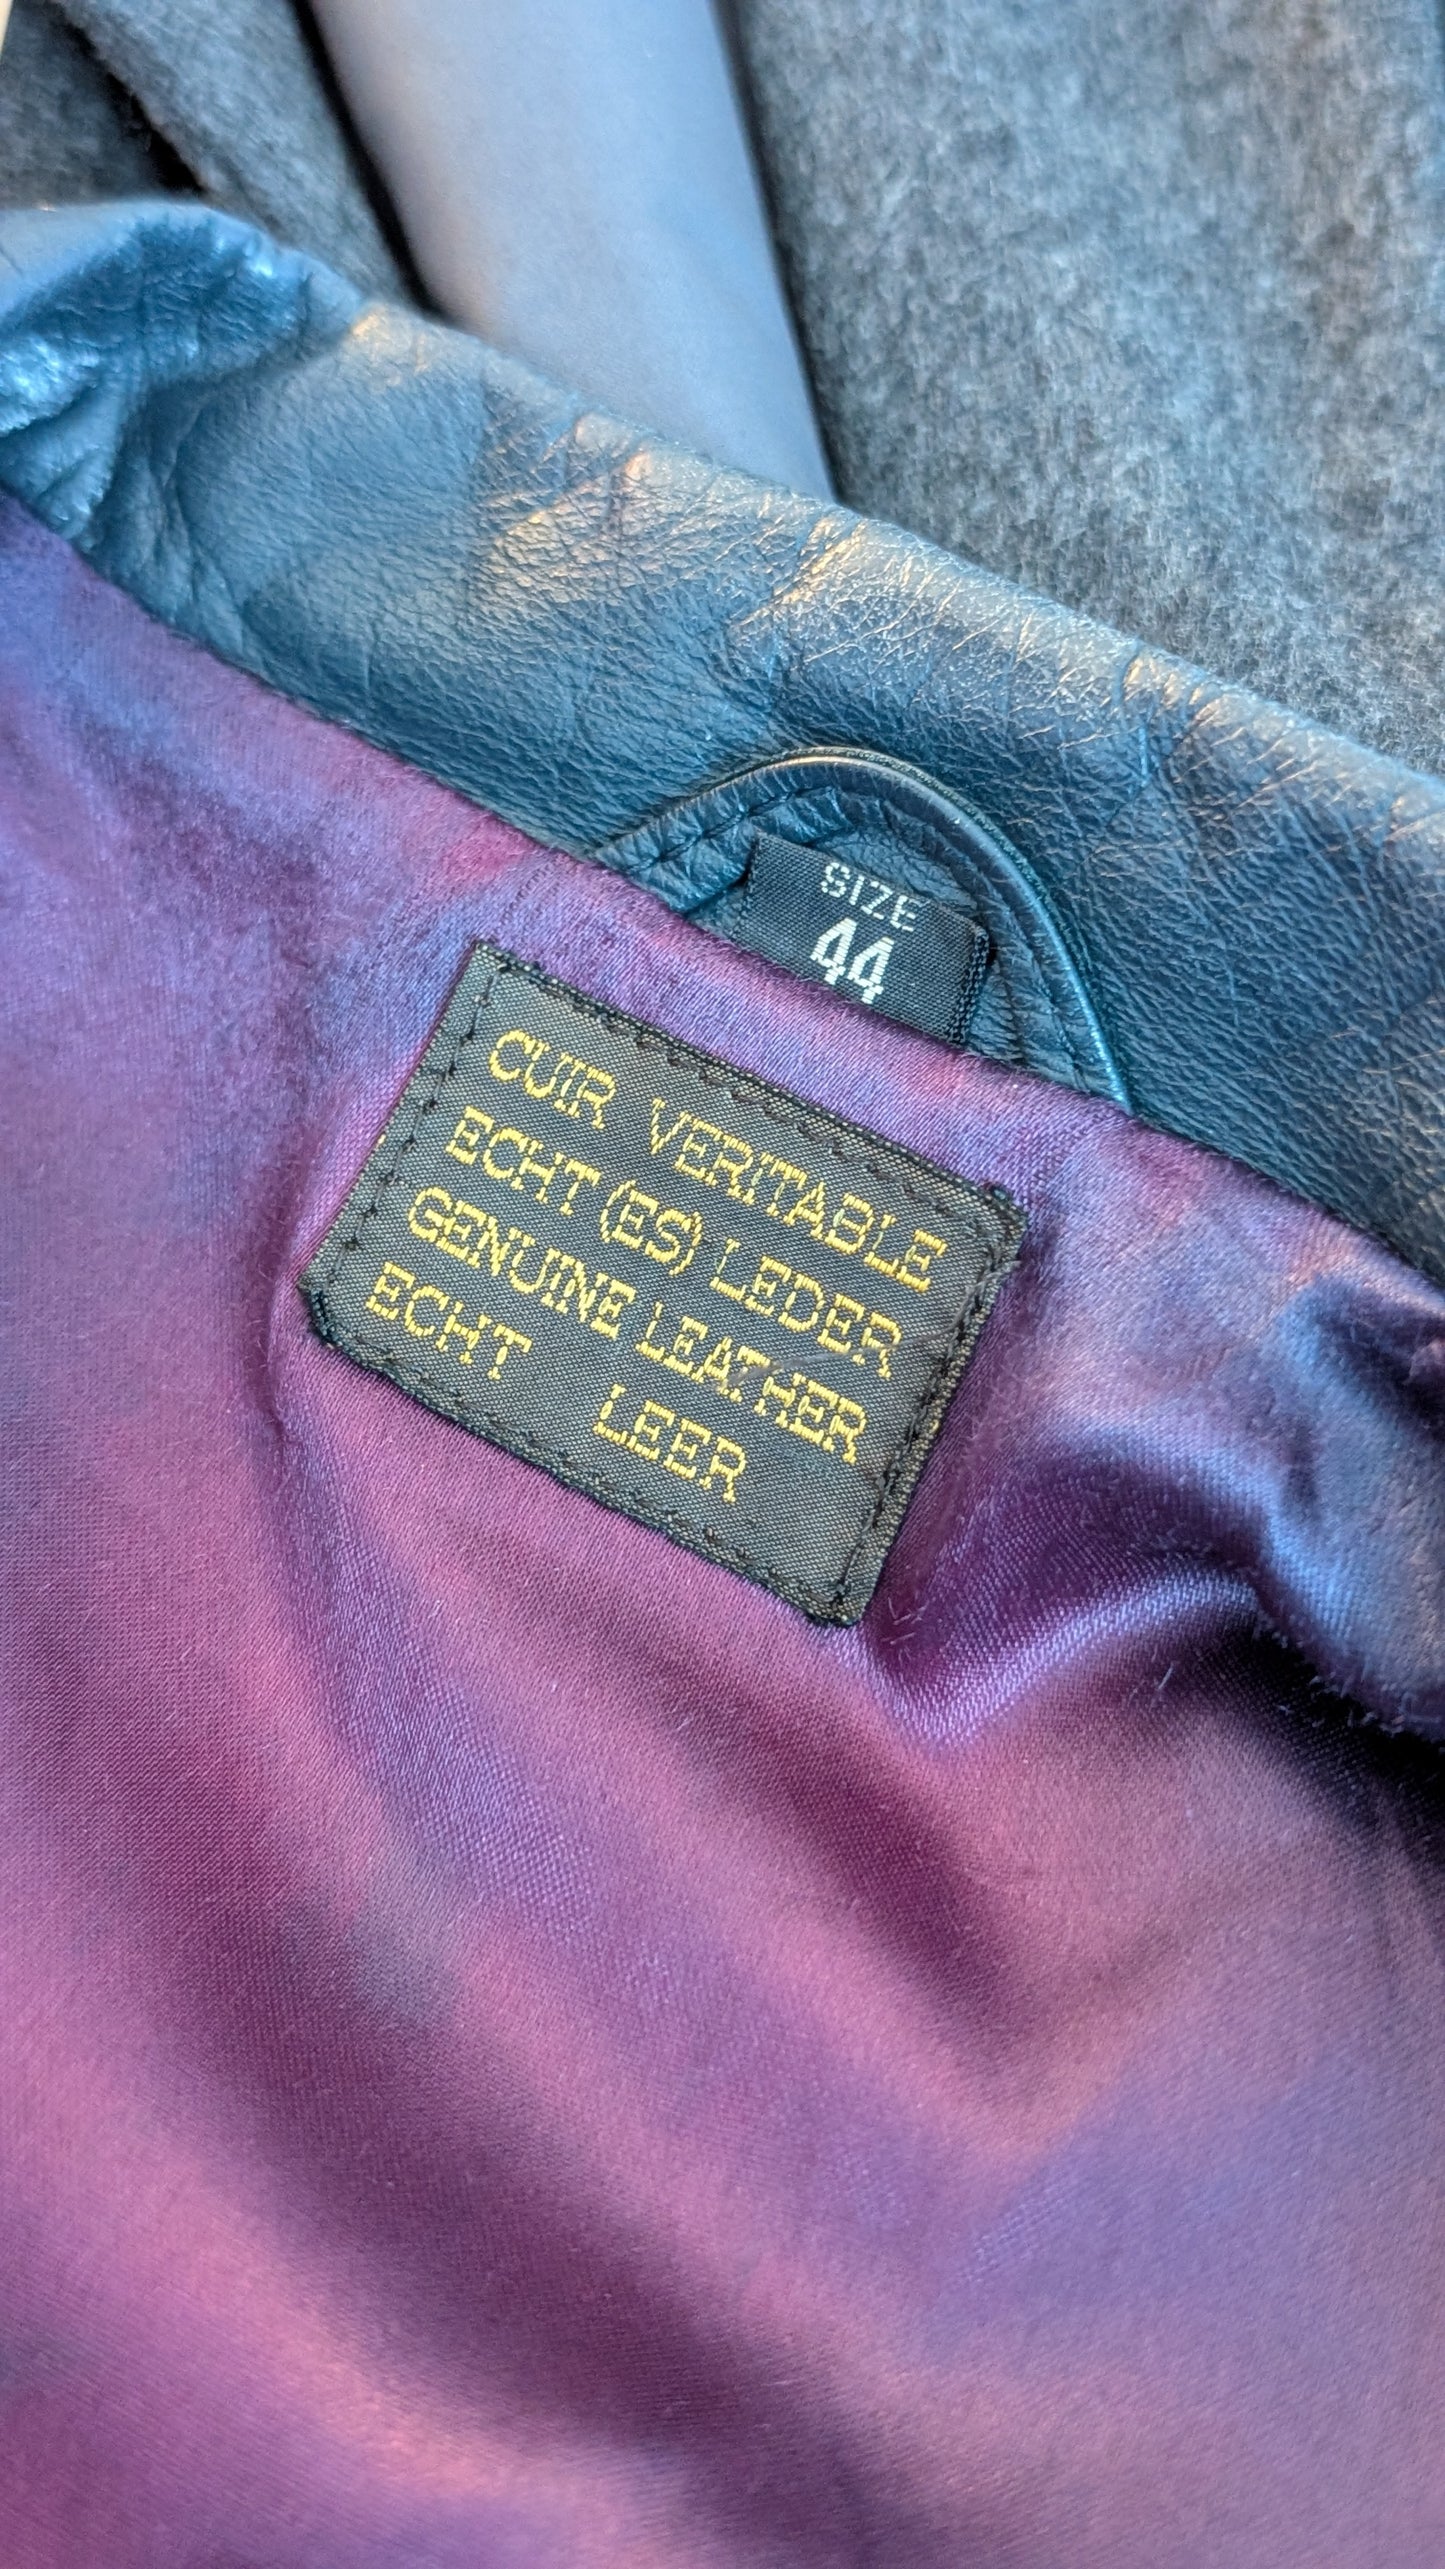 SIZE
44
CUIR VERITABLE
ECHT (ES) LEDER
GENUINE LEATHER
ECHT LEER